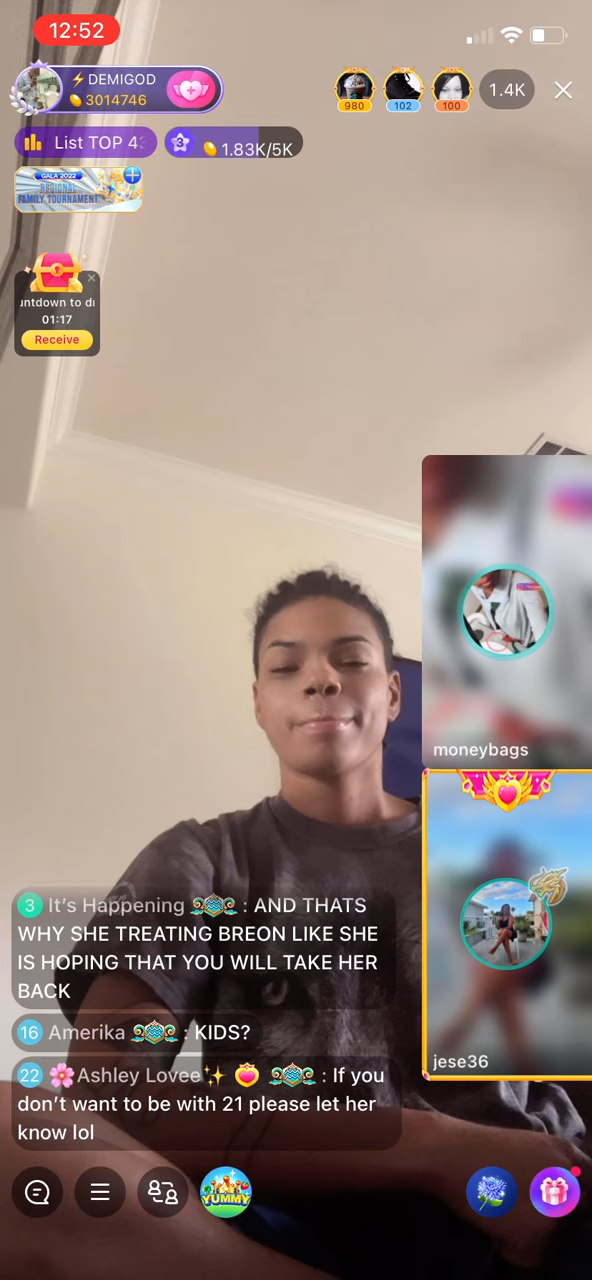 12:52
⚡DEMIGOD
3014746
980
102
100
1.4K
List TOP 43
3
1.83K/5K
GALA 2022
REGIONAL
FAMILY TOURNAMENT
untdown to
01:17
Receive
moneybags
3 It's Happening : AND THATS
WHY SHE TREATING BREON LIKE SHE
IS HOPING THAT YOU WILL TAKE HER
BACK
16 Amerika : KIDS?
22 🌸Ashley Lovee✨ : If you
don't want to be with 21 please let her
know lol
jese36
YUMMY